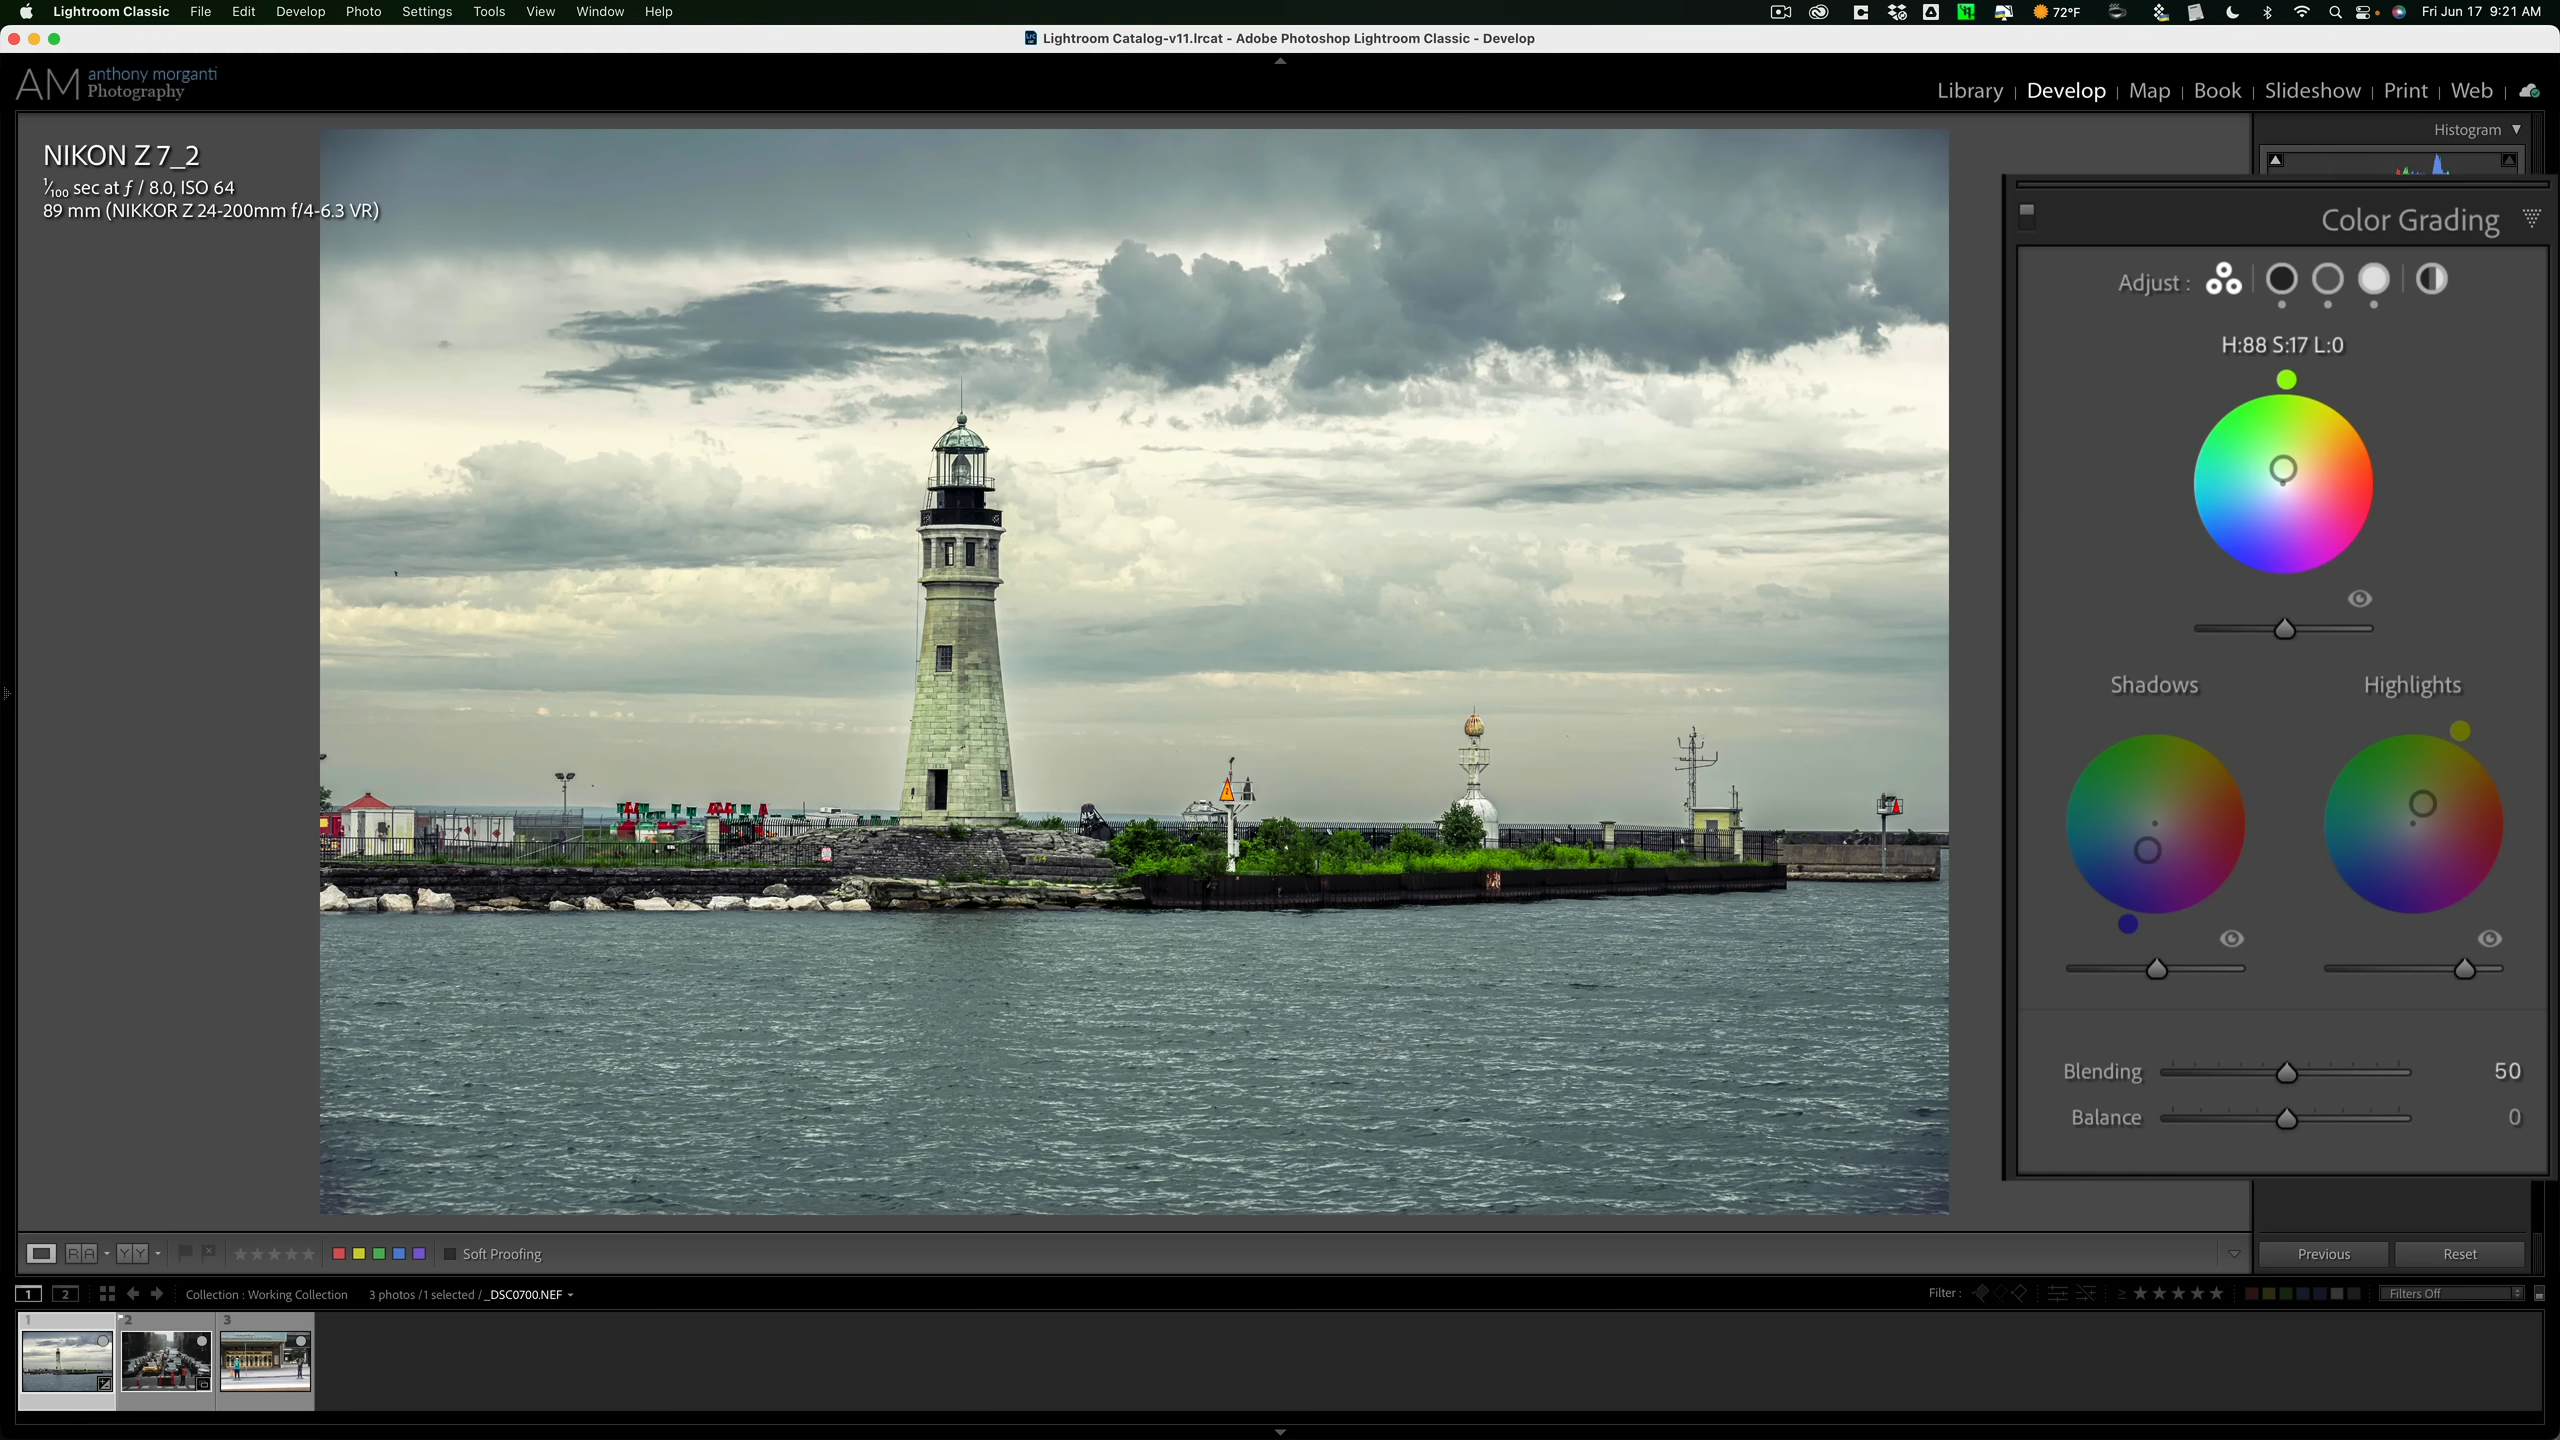 Lightroom Classic File Edit Develop Photo Settings Tools View Window Help 72°F Fri Jun 17 9:21 AM
Lightroom Catalog-v11.lrcat - Adobe Photoshop Lightroom Classic - Develop
AM anthony morganti
Photography
Library | Develop | Map | Book | Slideshow | Print | Web
Histogram
NIKON Z 7_2
1/100 sec at ƒ / 8.0, ISO 64
89 mm (NIKKOR Z 24-200mm f/4-6.3 VR)
Color Grading
Adjust :
H:88 S:17 L:0
Shadows Highlights
Blending 50
Balance 0
R A Y Y Soft Proofing Previous Reset
1 2 Collection : Working Collection 3 photos / 1 selected / _DSC0700.NEF Filter : ≥ Filters Off
1 2 3